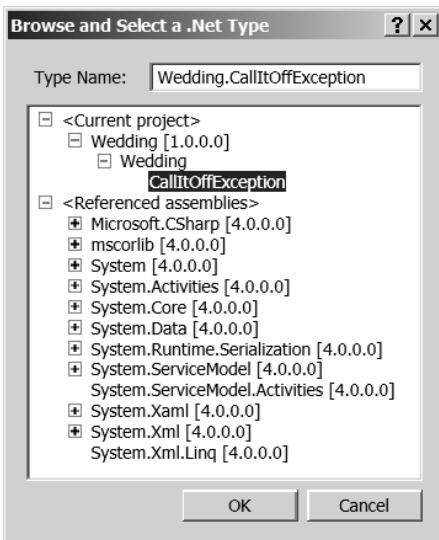 Browse and Select a .Net Type
Type Name: Wedding.CallItOffException
<Current project>
Wedding [1.0.0.0]
Wedding
CallItOffException
<Referenced assemblies>
Microsoft.CSharp [4.0.0.0]
mscorlib [4.0.0.0]
System [4.0.0.0]
System.Activities [4.0.0.0]
System.Core [4.0.0.0]
System.Data [4.0.0.0]
System.Runtime.Serialization [4.0.0.0]
System.ServiceModel [4.0.0.0]
System.ServiceModel.Activities [4.0.0.0]
System.Xaml [4.0.0.0]
System.Xml [4.0.0.0]
System.Xml.Linq [4.0.0.0]
OK Cancel